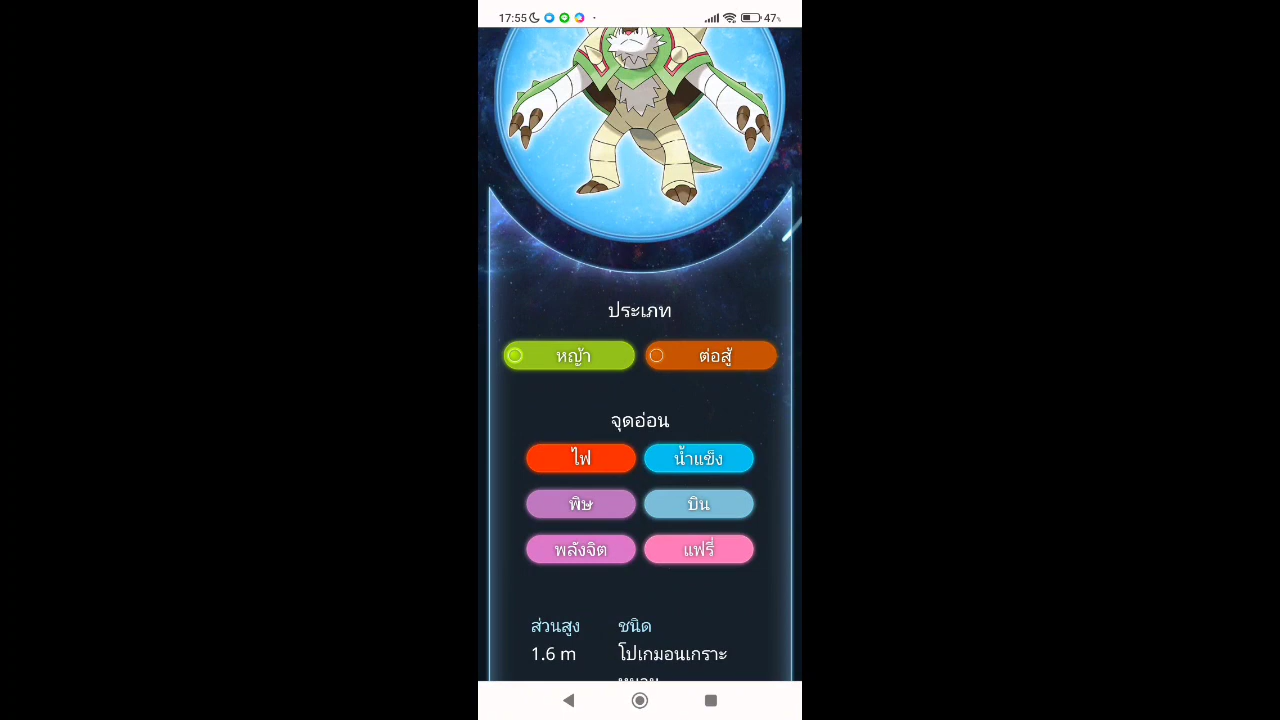 17:55 47%
ประเภท
หญ้า ต่อสู้
จุดอ่อน
ไฟ น้ำแข็ง
พิษ บิน
พลังจิต แฟรี่
ส่วนสูง ชนิด
1.6 m โปเกมอนเกราะ